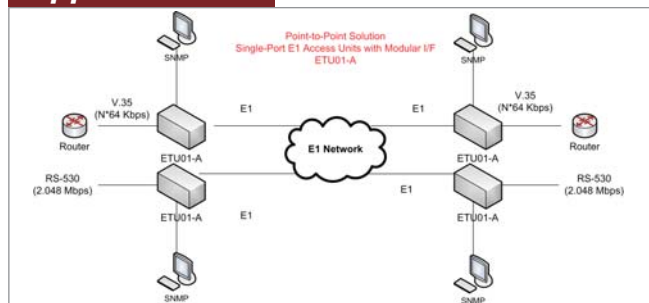 Point-to-Point Solution
Single-Port E1 Access Units with Modular I/F
ETU01-A
SNMP
SNMP
V.35
(N*64 Kbps)
E1
E1
V.35
(N*64 Kbps)
Router
ETU01-A
E1 Network
ETU01-A
Router
RS-530
(2.048 Mbps)
ETU01-A
E1
E1
ETU01-A
RS-530
(2.048 Mbps)
SNMP
SNMP